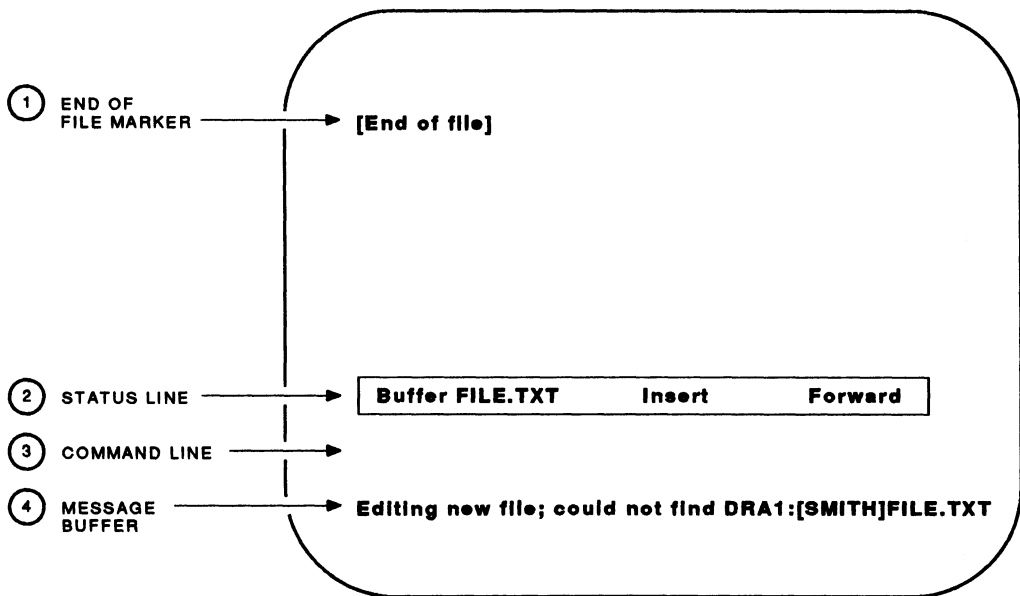 1 END OF
FILE MARKER
[End of file]
2 STATUS LINE
Buffer FILE.TXT Insert Forward
3 COMMAND LINE
4 MESSAGE
BUFFER
Editing new file; could not find DRA1:[SMITH]FILE.TXT